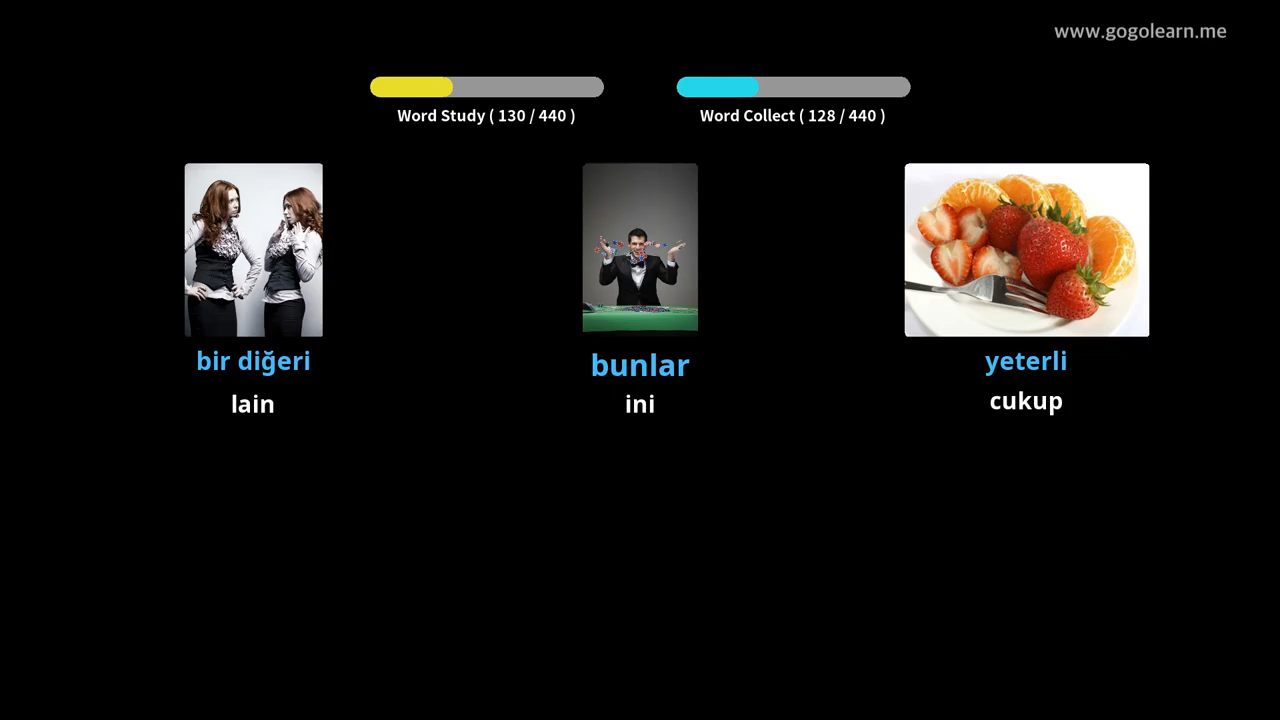 www.gogolearn.me
Word Study ( 130 / 440 )
Word Collect ( 128 / 440 )
bir diğeri
lain
bunlar
ini
yeterli
cukup